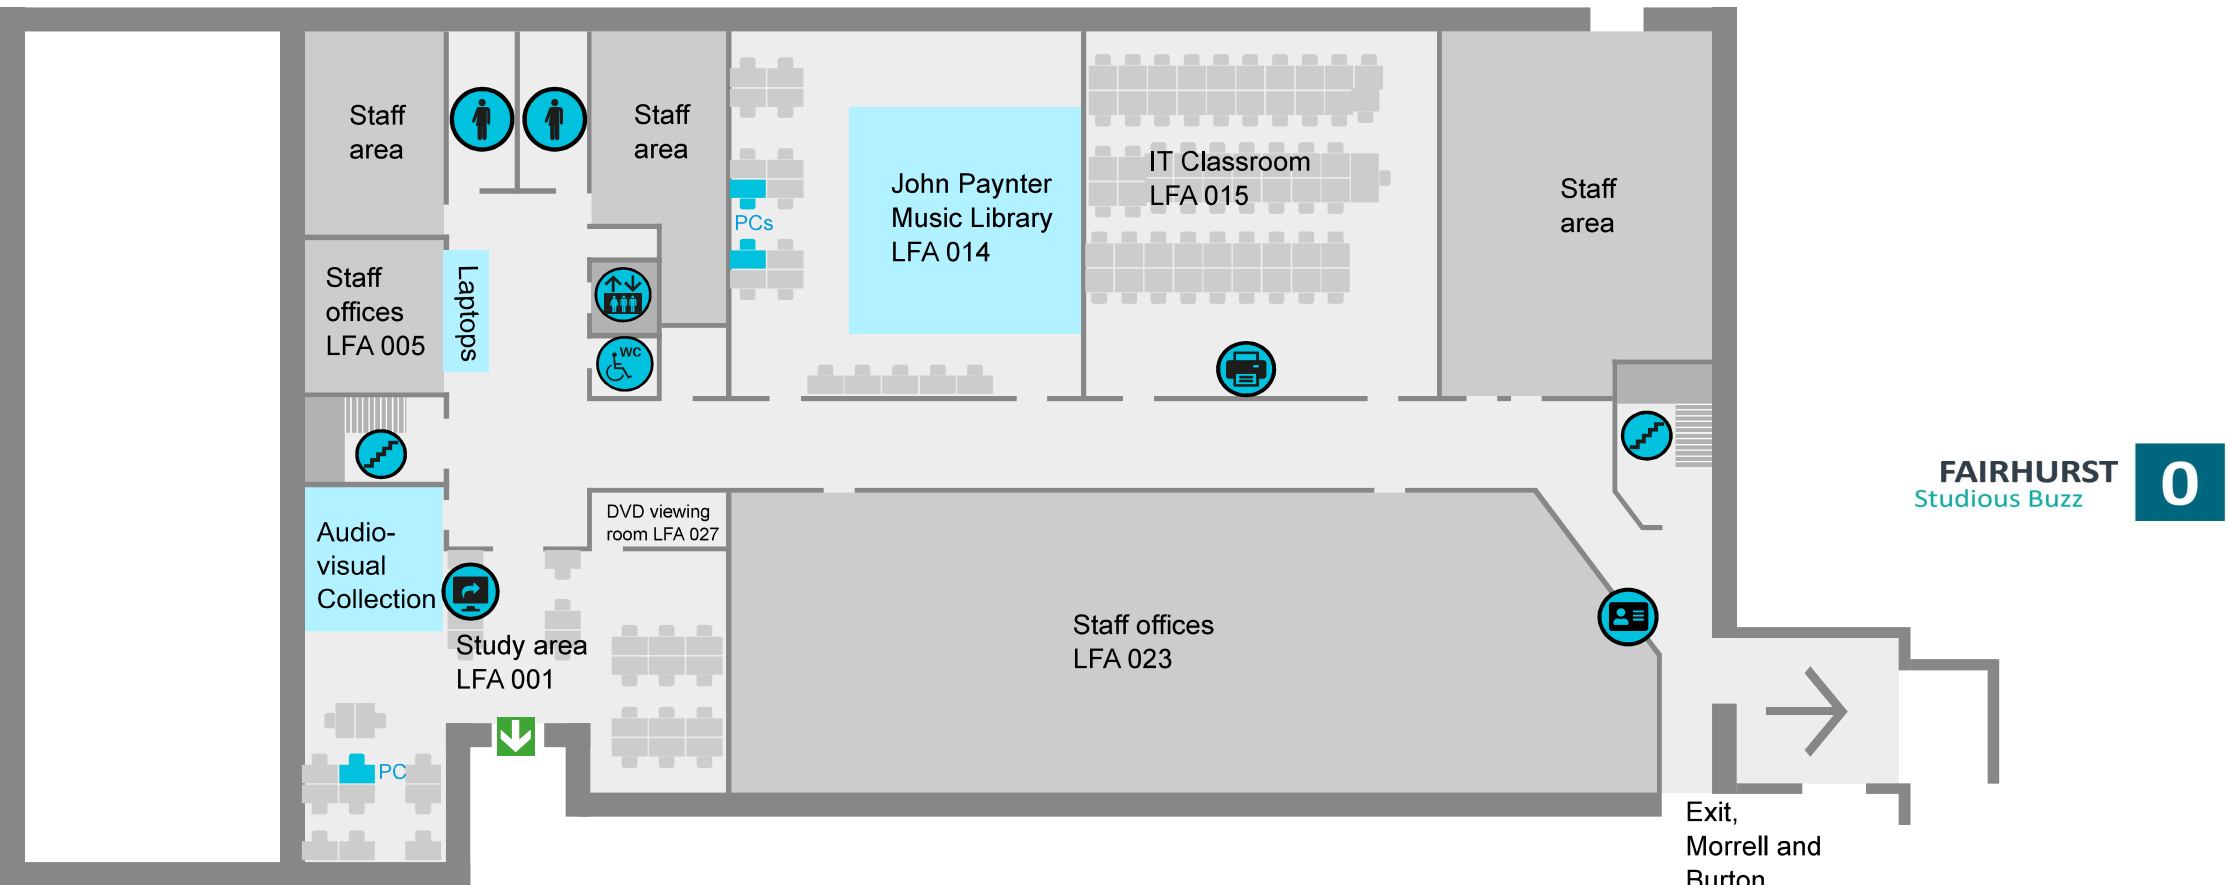 Staff
area
Staff
area
John Paynter
Music Library
LFA 014
IT Classroom
LFA 015
Staff
area
PCs
Staff
offices
LFA 005
Laptops
WC
FAIRHURST
Studious Buzz
0
Audio-
visual
Collection
DVD viewing
room LFA 027
Study area
LFA 001
Staff offices
LFA 023
PC
Exit,
Morrell and
Burton